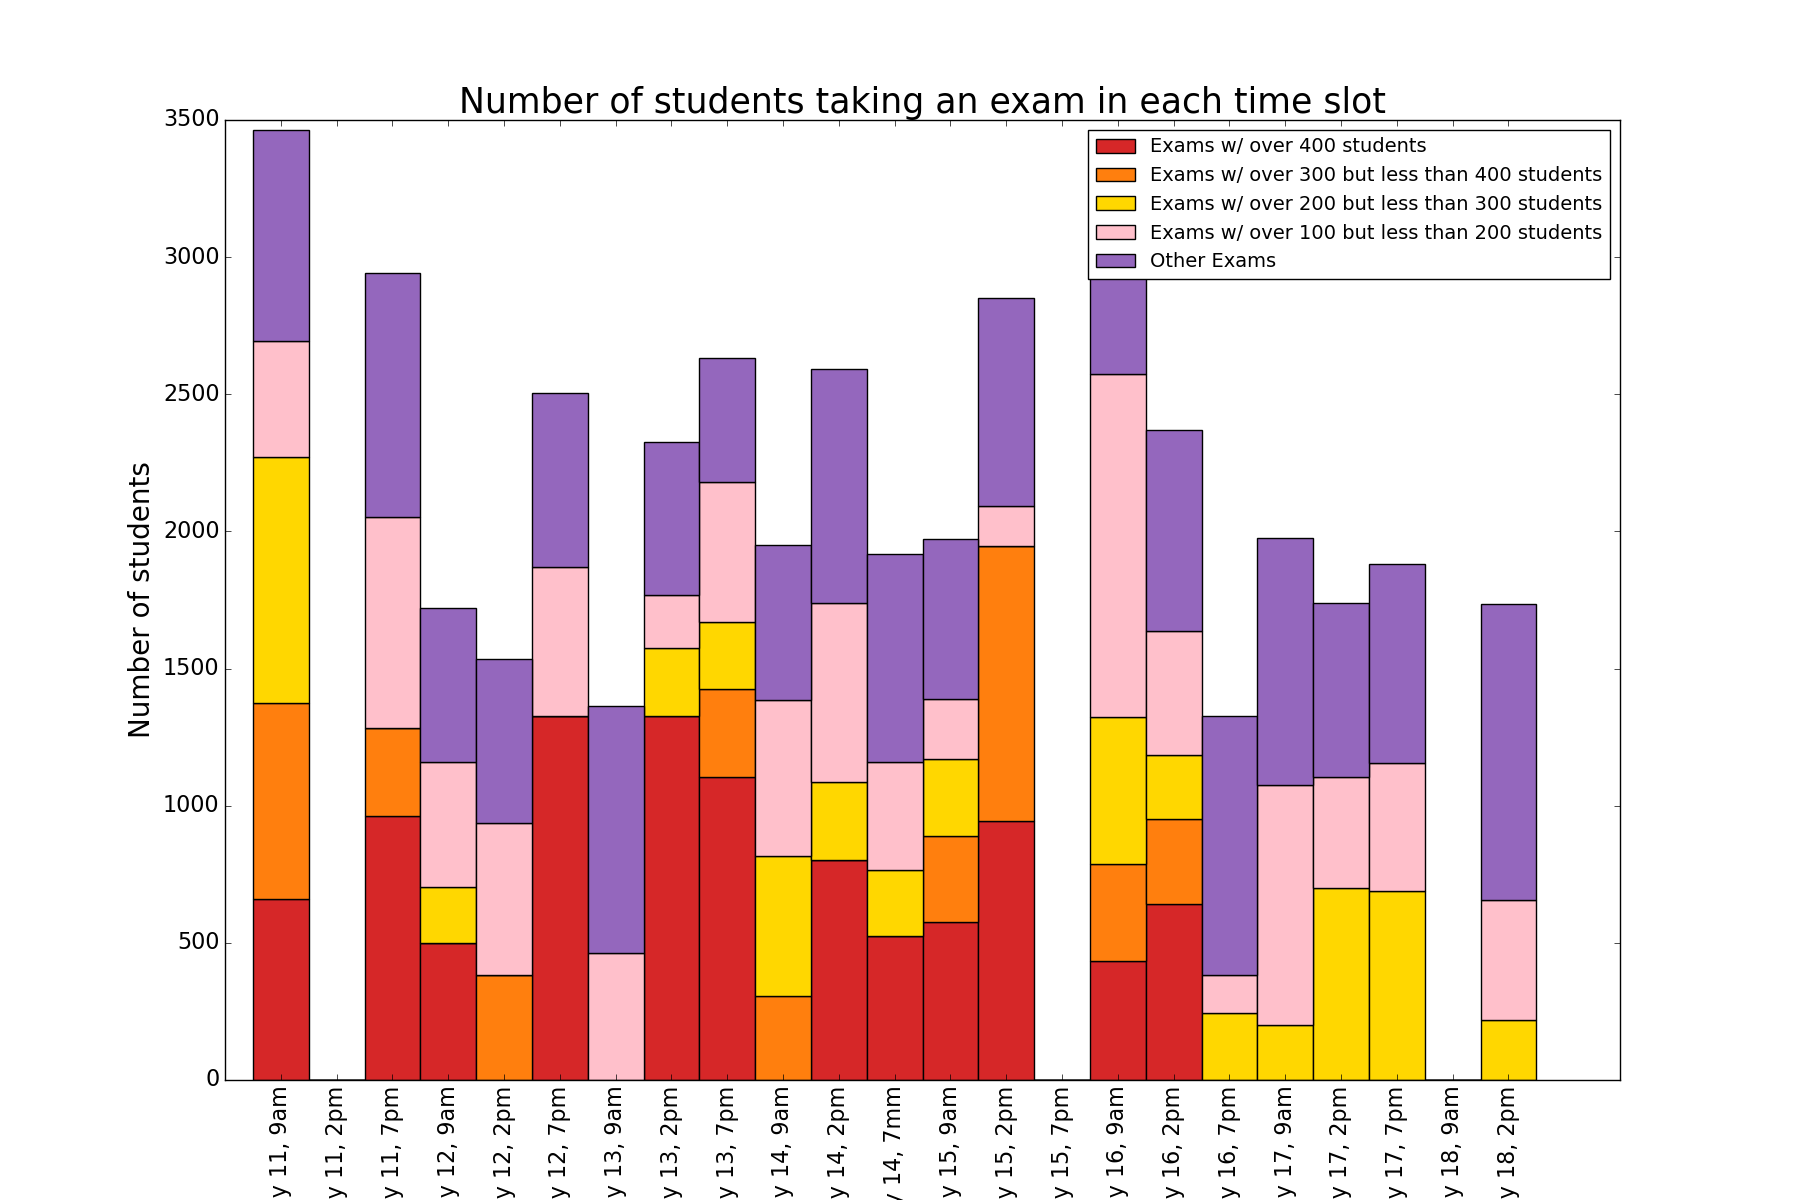 Number of students taking an exam in each time slot
Number of students
3500
3000
2500
2000
1500
1000
500
0
Exams w/ over 400 students
Exams w/ over 300 but less than 400 students
Exams w/ over 200 but less than 300 students
Exams w/ over 100 but less than 200 students
Other Exams
y 11, 9am
y 11, 2pm
y 11, 7pm
y 12, 9am
y 12, 2pm
y 12, 7pm
y 13, 9am
y 13, 2pm
y 13, 7pm
y 14, 9am
y 14, 2pm
y 14, 7mm
y 15, 9am
y 15, 2pm
y 15, 7pm
y 16, 9am
y 16, 2pm
y 16, 7pm
y 17, 9am
y 17, 2pm
y 17, 7pm
y 18, 9am
y 18, 2pm